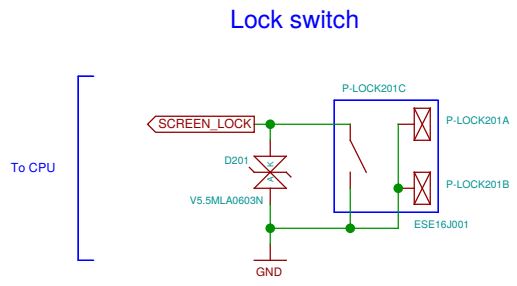 Lock switch
P-LOCK201C
SCREEN_LOCK
P-LOCK201A
D201
K
A
To CPU
P-LOCK201B
V5.5MLA0603N
ESE16J001
GND